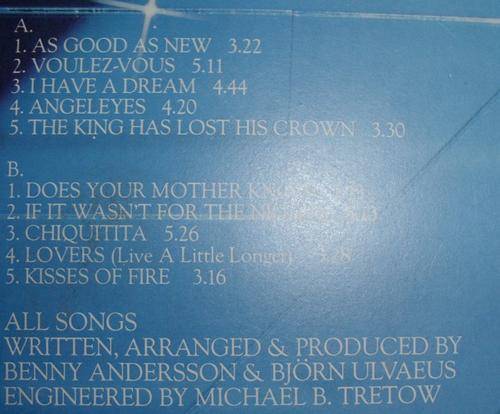 A.
1. AS GOOD AS NEW 3.22
2. VOULEZ-VOUS 5.11
3. I HAVE A DREAM 4.44
4. ANGELEYES 4.20
5. THE KING HAS LOST HIS CROWN 3.30
B.
1. DOES YOUR MOTHER
2. IF IT WASN'T FOR THE
3. CHIQUITITA 5.26
4. LOVERS (Live A Little Longer)
5. KISSES OF FIRE 3.16
ALL SONGS
WRITTEN, ARRANGED & PRODUCED BY
BENNY ANDERSSON & BJÖRN ULVAEUS
ENGINEERED BY MICHAEL B. TRETOW